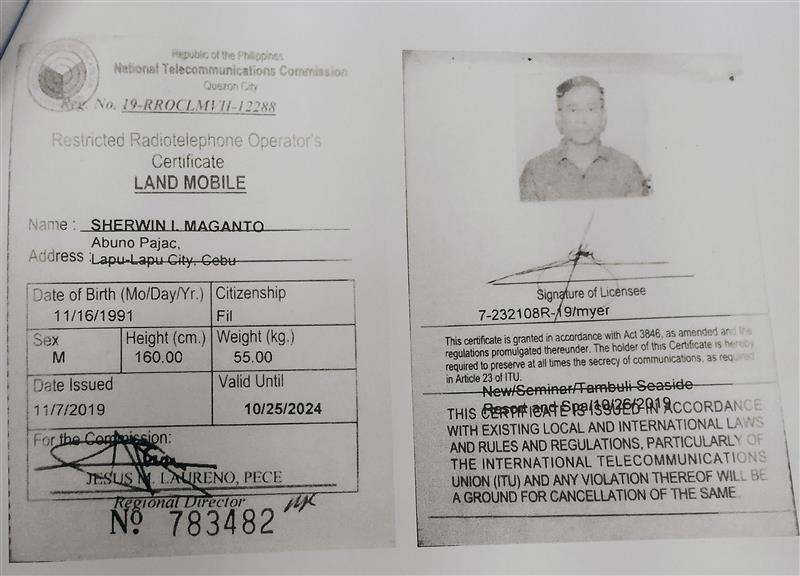 Republic of the Philippines
National Telecommunications Commission
Quezon City
Reg. No. 19-RROCLMVII-12288
Restricted Radiotelephone Operator's
Certificate
LAND MOBILE
Name : SHERWIN I. MAGANTO
Abuno Pajac,
Address : Lapu-Lapu City, Cebu
Date of Birth (Mo/Day/Yr.) Citizenship
11/16/1991 Fil
Sex Height (cm.) Weight (kg.)
M 160.00 55.00
Date Issued Valid Until
11/7/2019 10/25/2024
For the Commission:
JESUS M. LAURENO, PECE
Regional Director
No 783482
Signature of Licensee
7-232108R-19/myer
This certificate is granted in accordance with Act 3846, as amended and the
regulations promulgated thereunder. The holder of this Certificate is hereby
required to preserve at all times the secrecy of communications, as required
in Article 23 of ITU.
New/Seminar/Tambuli Seaside
Resort and Spa/10/26/2019
THIS CERTIFICATE IS ISSUED IN ACCORDANCE
WITH EXISTING LOCAL AND INTERNATIONAL LAWS
AND RULES AND REGULATIONS, PARTICULARLY OF
THE INTERNATIONAL TELECOMMUNICATIONS
UNION (ITU) AND ANY VIOLATION THEREOF WILL BE
A GROUND FOR CANCELLATION OF THE SAME.